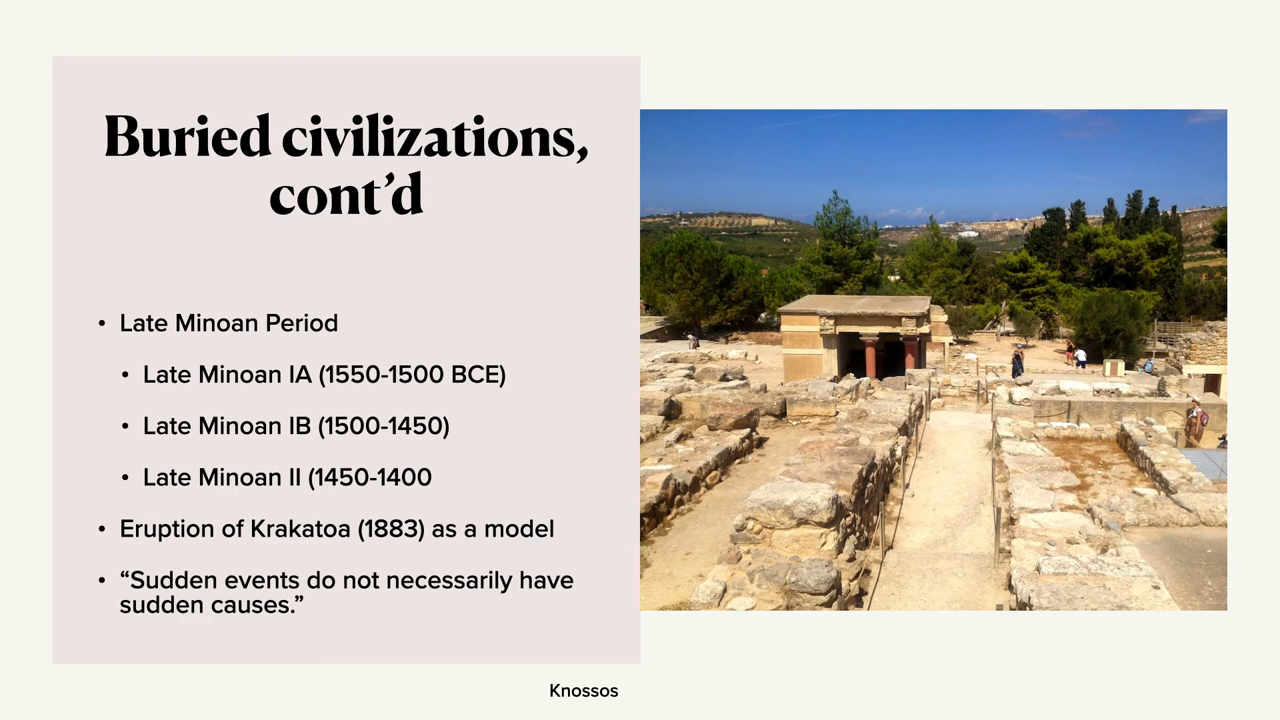 Buried civilizations,
cont’d
• Late Minoan Period
• Late Minoan IA (1550-1500 BCE)
• Late Minoan IB (1500-1450)
• Late Minoan II (1450-1400
• Eruption of Krakatoa (1883) as a model
• “Sudden events do not necessarily have
sudden causes.”
Knossos